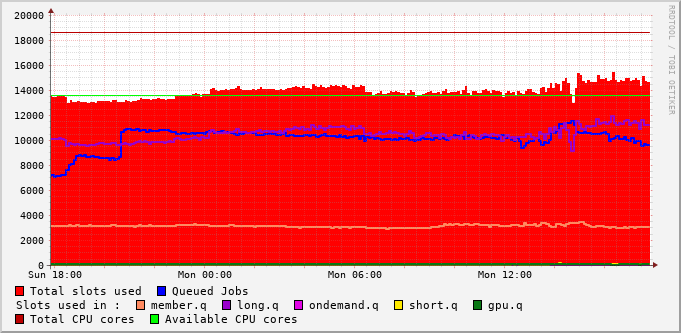 20000
18000
16000
14000
12000
10000
8000
6000
4000
2000
0
Sun 18:00 Mon 00:00 Mon 06:00 Mon 12:00
RRDTOOL / TOBI OETIKER
Total slots used Queued Jobs
Slots used in : member.q long.q ondemand.q short.q gpu.q
Total CPU cores Available CPU cores